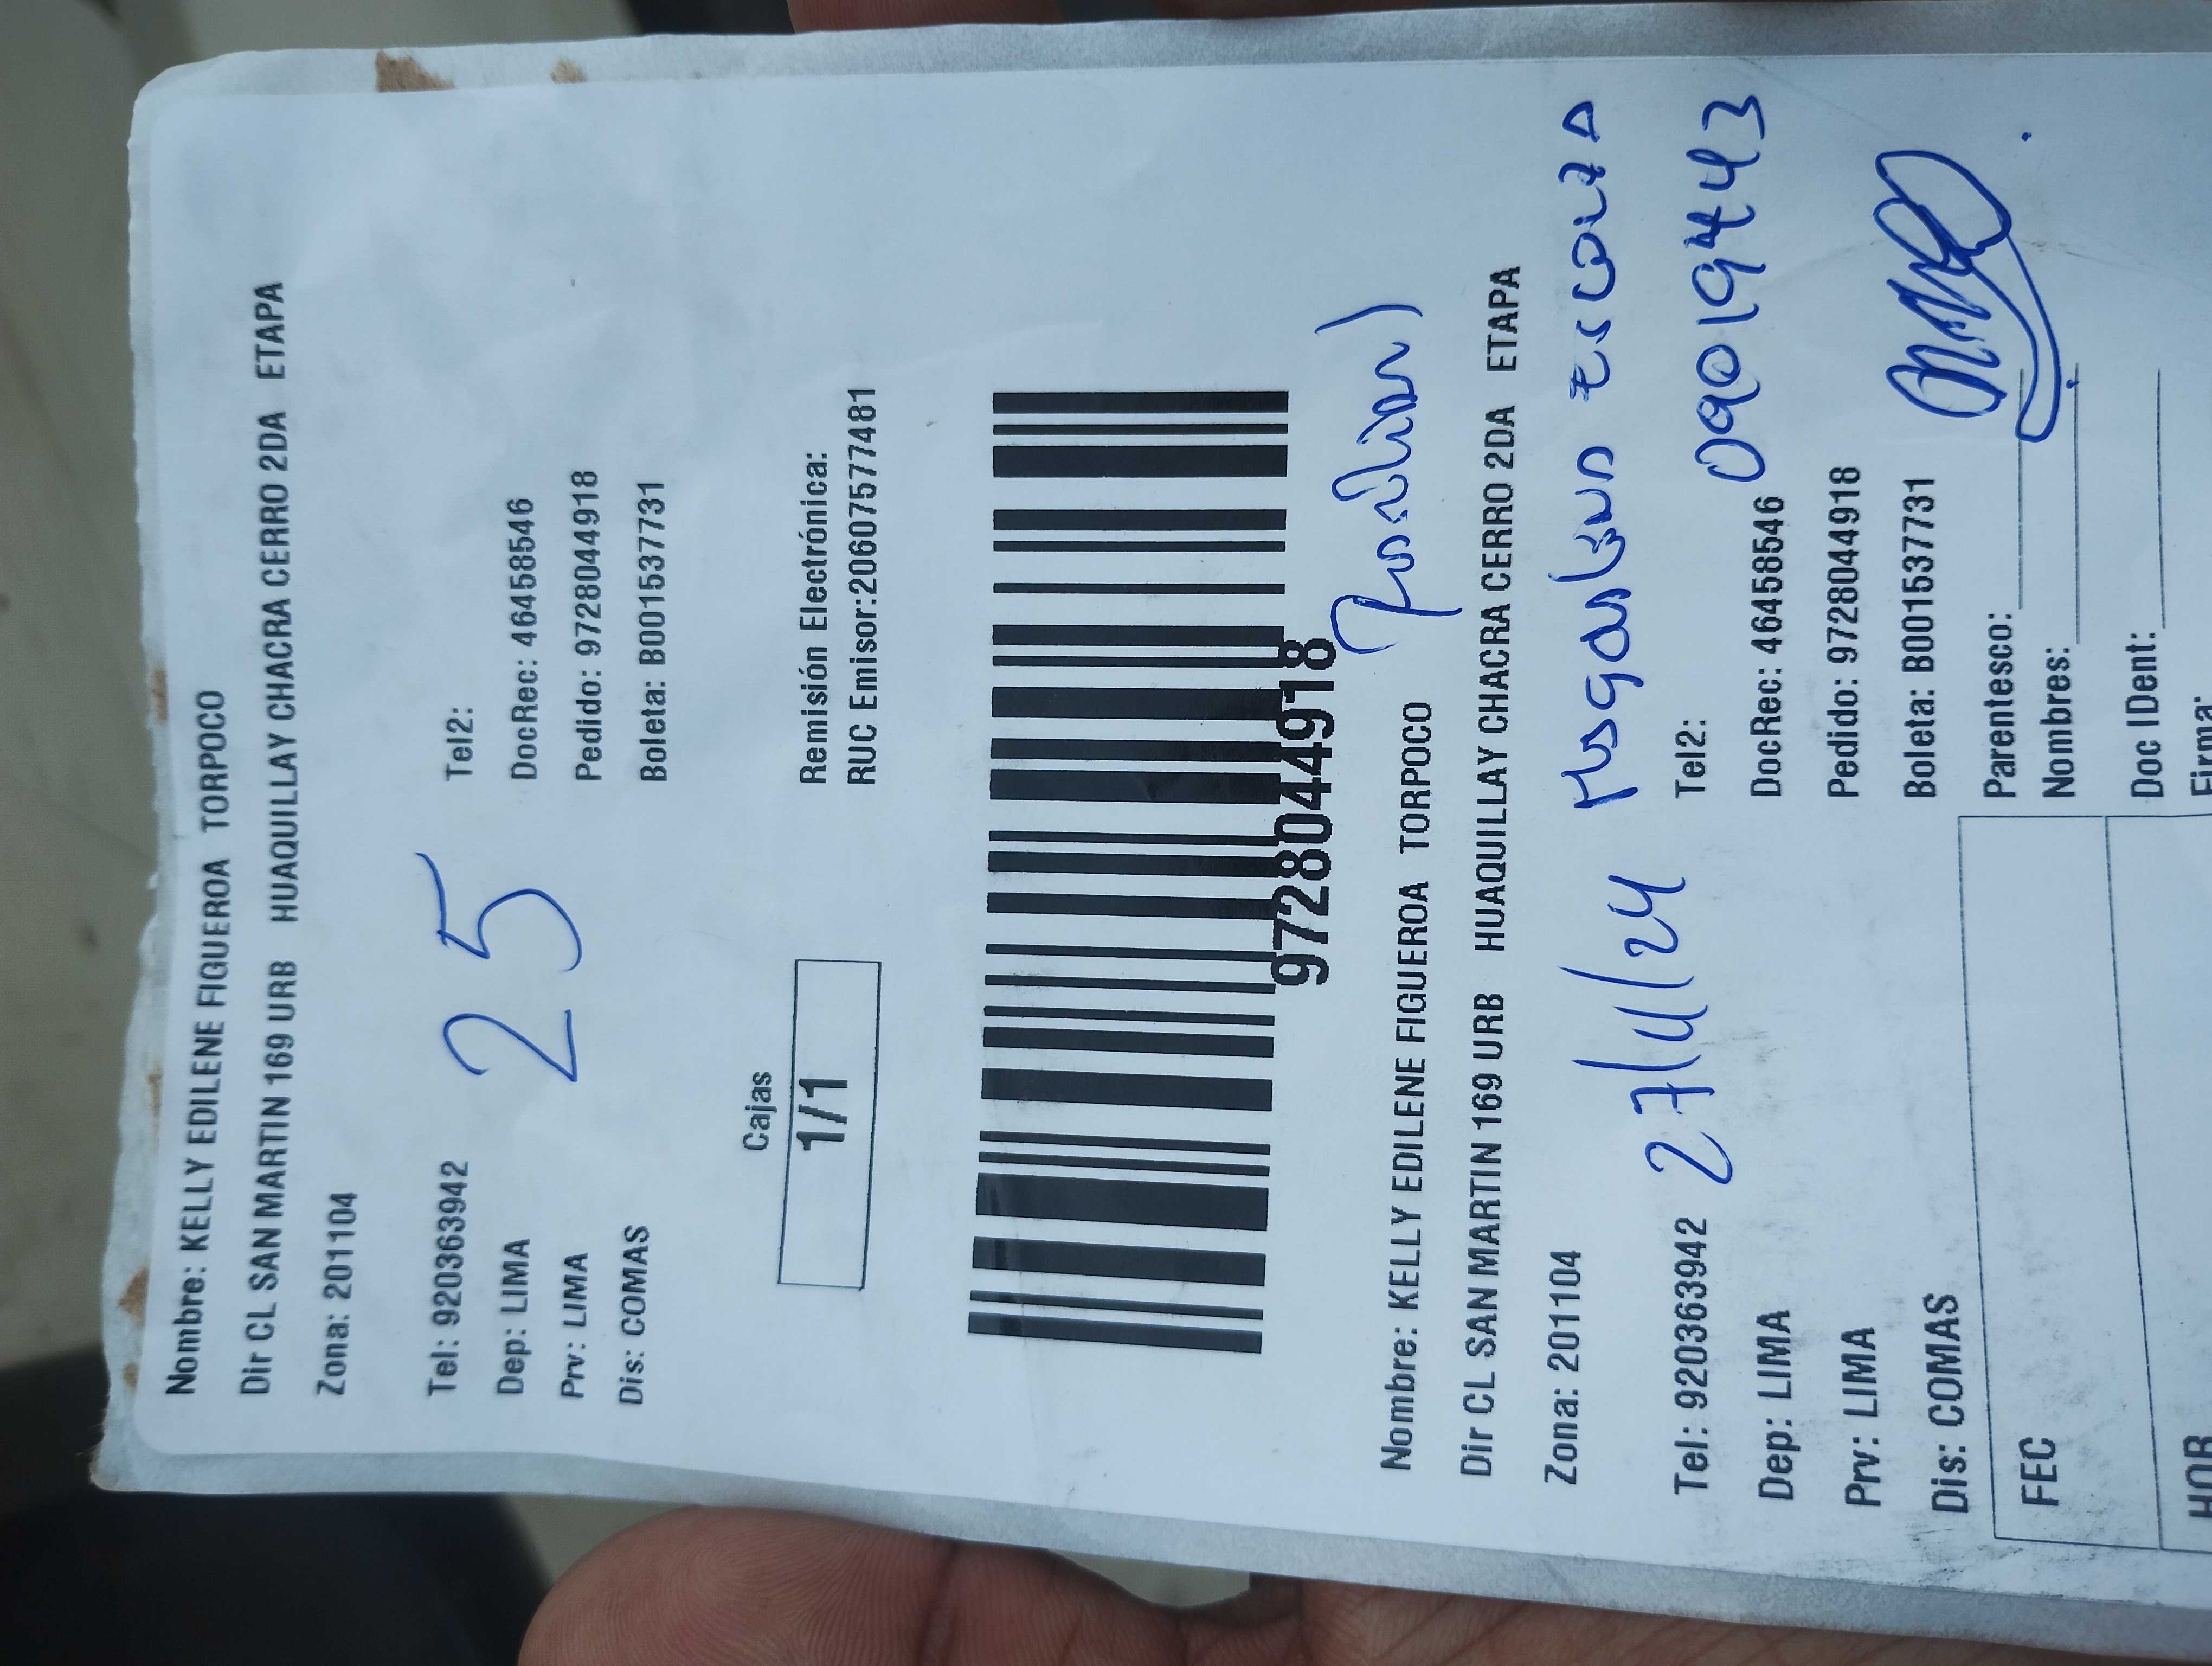 Nombre: KELLY EDILENE FIGUEROA TORPOCO
Dir CL SAN MARTIN 169 URB HUAQUILLAY CHACRA CERRO 2DA ETAPA
Zona: 201104
Tel: 920363942 Tel2:
25
Dep: LIMA DocRec: 46458546
Prv: LIMA Pedido: 9728044918
Dis: COMAS Boleta: B001537731
Cajas
1/1
Remisión Electrónica:
RUC Emisor:20607577481
9728044918
Nombre: KELLY EDILENE FIGUEROA TORPOCO
Dir CL SAN MARTIN 169 URB HUAQUILLAY CHACRA CERRO 2DA ETAPA
Zona: 201104
Tel: 920363942 27/11/24 Tel2:
Dep: LIMA DocRec: 46458546 09019443
Prv: LIMA Pedido: 9728044918
Dis: COMAS Boleta: B001537731
FEC Parentesco:
Nombres:
Doc IDent: